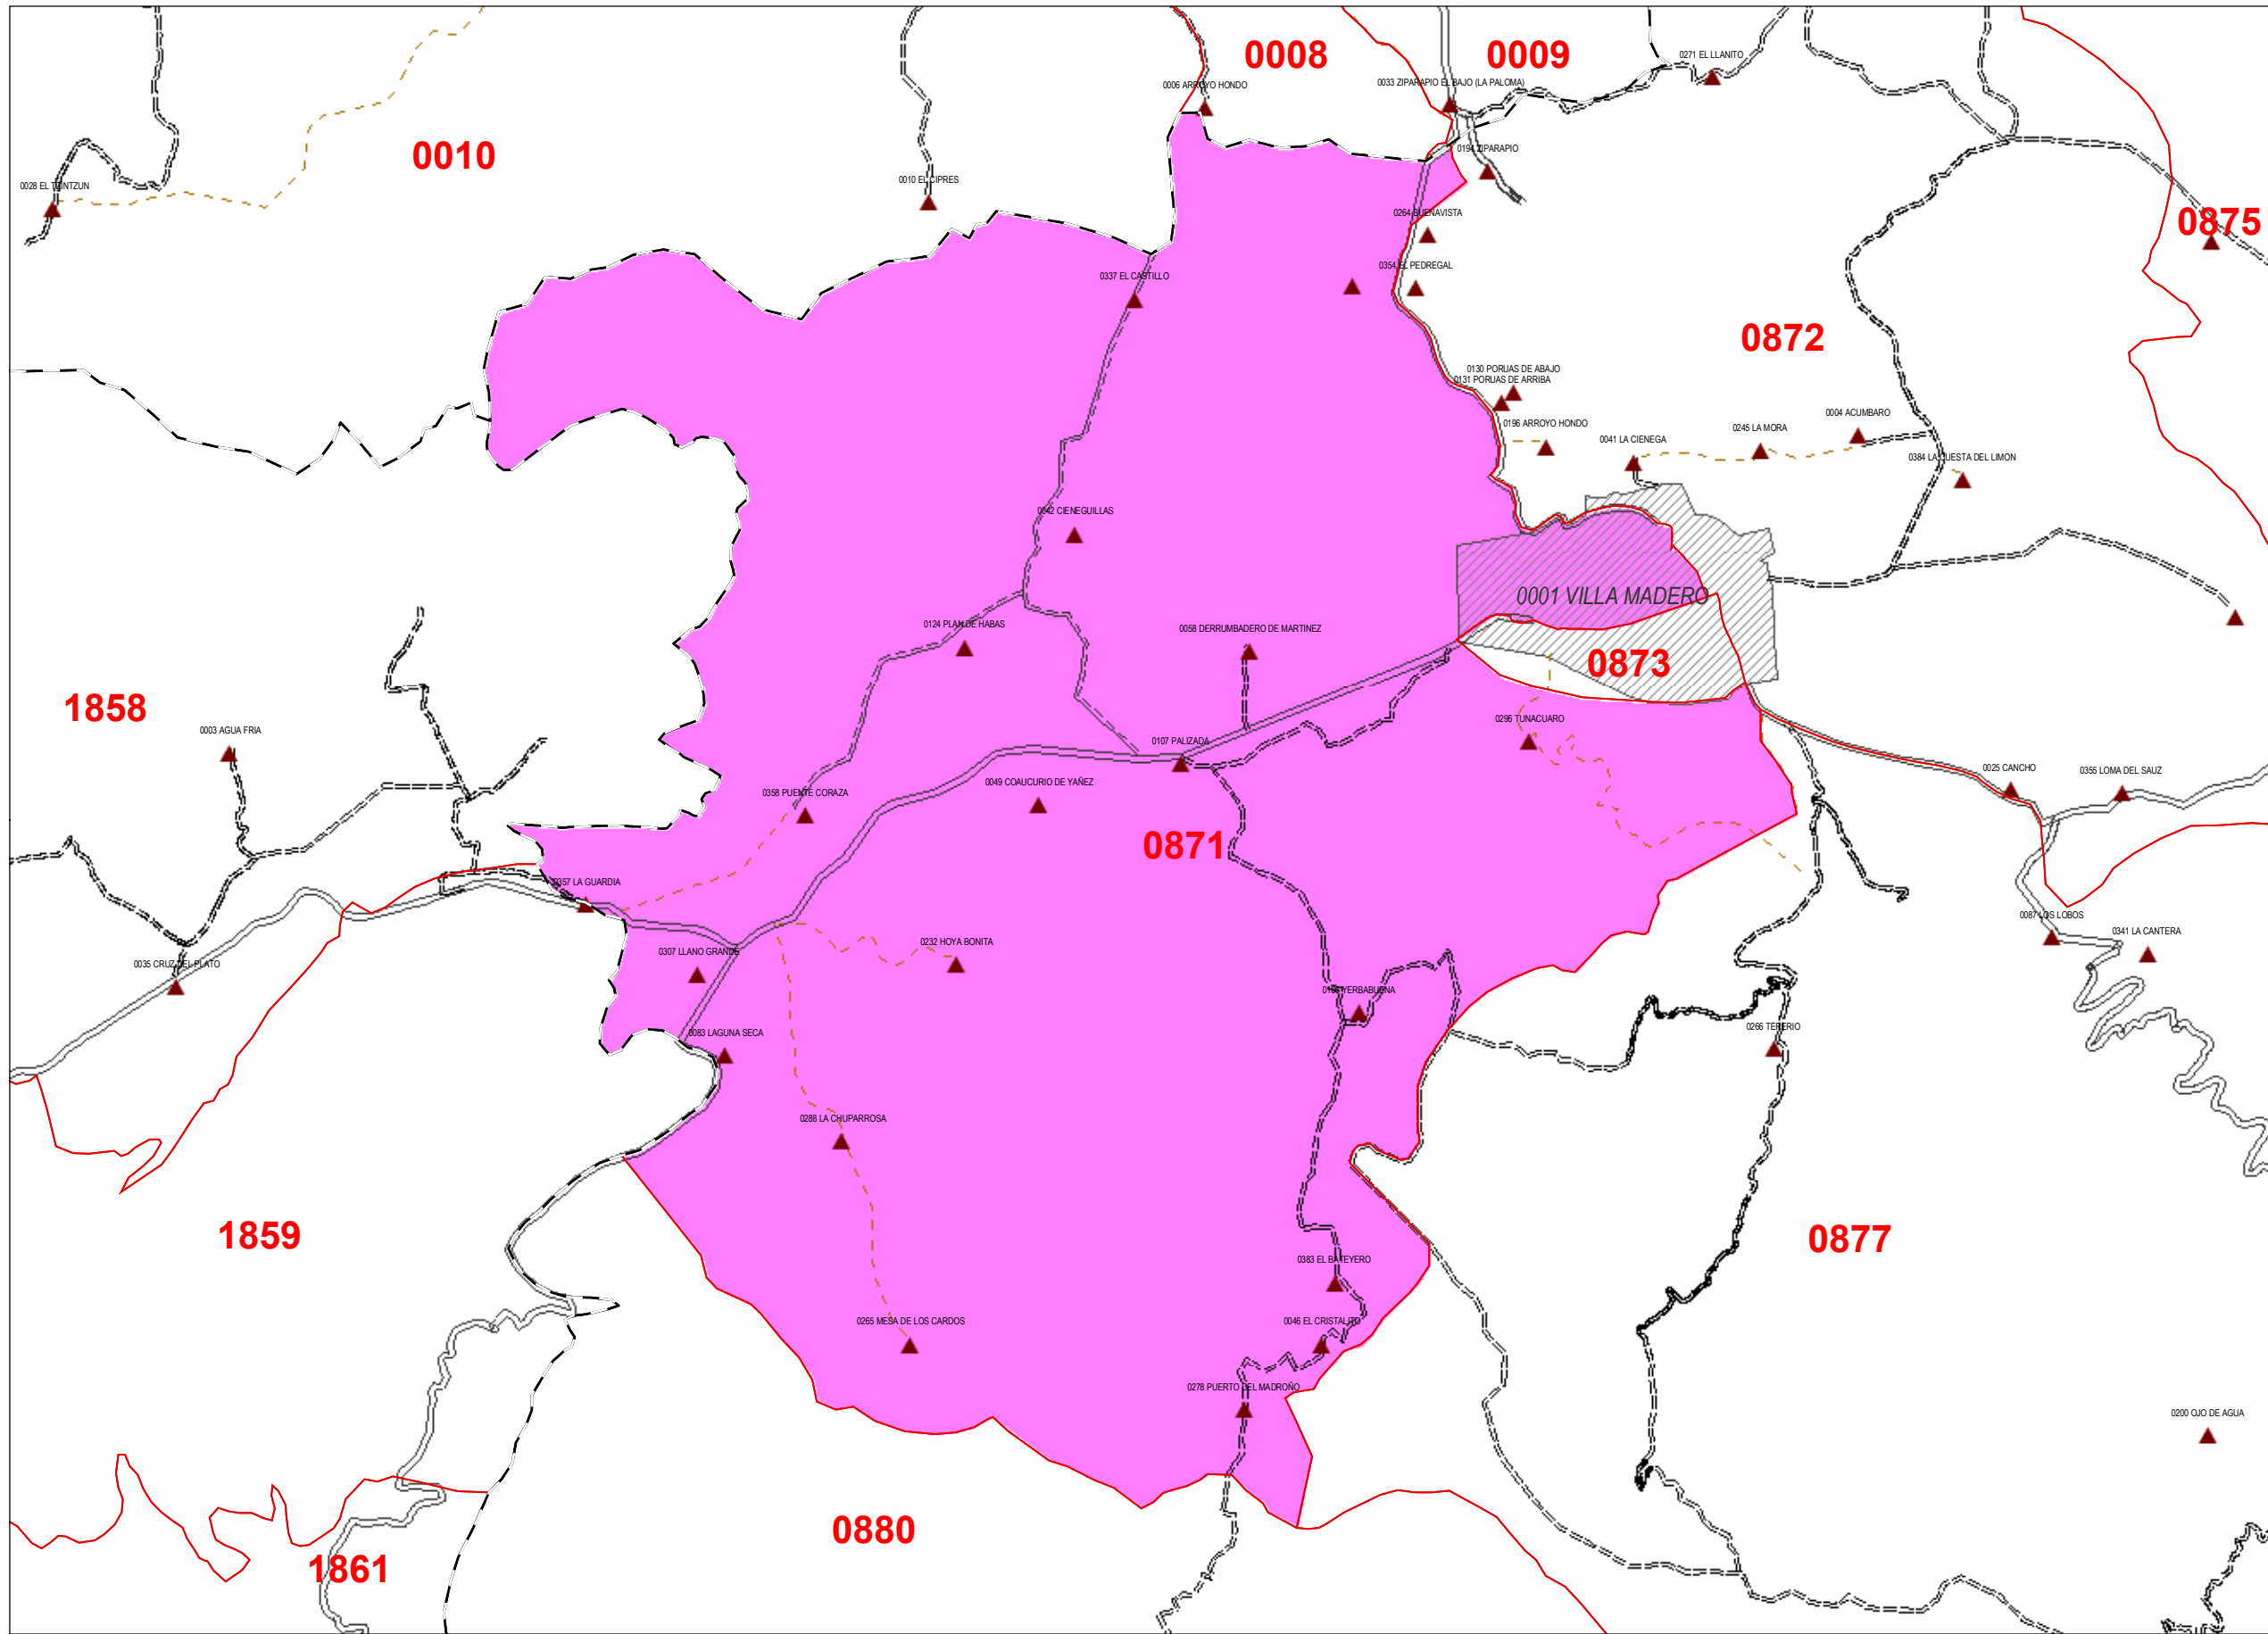 0008
0009
0271 EL LLANITO
0006 ARROYO HONDO
0033 ZIPARAPIO EL BAJO (LA PALOMA)
0010
0194 ZIPARAPIO
0028 EL TZINTZUN
0010 EL CIPRES
0264 BUENAVISTA
0875
0337 EL CASTILLO
0354 EL PEDREGAL
0872
0130 PORUAS DE ABAJO
0131 PORUAS DE ARRIBA
0196 ARROYO HONDO
0004 ACUMBARO
0245 LA MORA
0041 LA CIENEGA
0384 LA CUESTA DEL LIMON
0042 CIENEGUILLAS
0001 VILLA MADERO
0124 PLAN DE HABAS
0058 DERRUMBADERO DE MARTINEZ
0873
1858
0296 TUNACUARO
0003 AGUA FRIA
0107 PALIZADA
0025 CANCHO
0355 LOMA DEL SAUZ
0358 PUENTE CORAZA
0049 COAUCURIO DE YAÑEZ
0871
0357 LA GUARDIA
0087 LOS LOBOS
0341 LA CANTERA
0232 HOYA BONITA
0307 LLANO GRANDE
0035 CRUZ DEL PLATO
YERBABUENA
0083 LAGUNA SECA
0266 TERERIO
0288 LA CHUPARROSA
1859
0877
0383 EL BATEYERO
0265 MESA DE LOS CARDOS
0046 EL CRISTALITO
0278 PUERTO DEL MADROÑO
0200 OJO DE AGUA
0880
1861